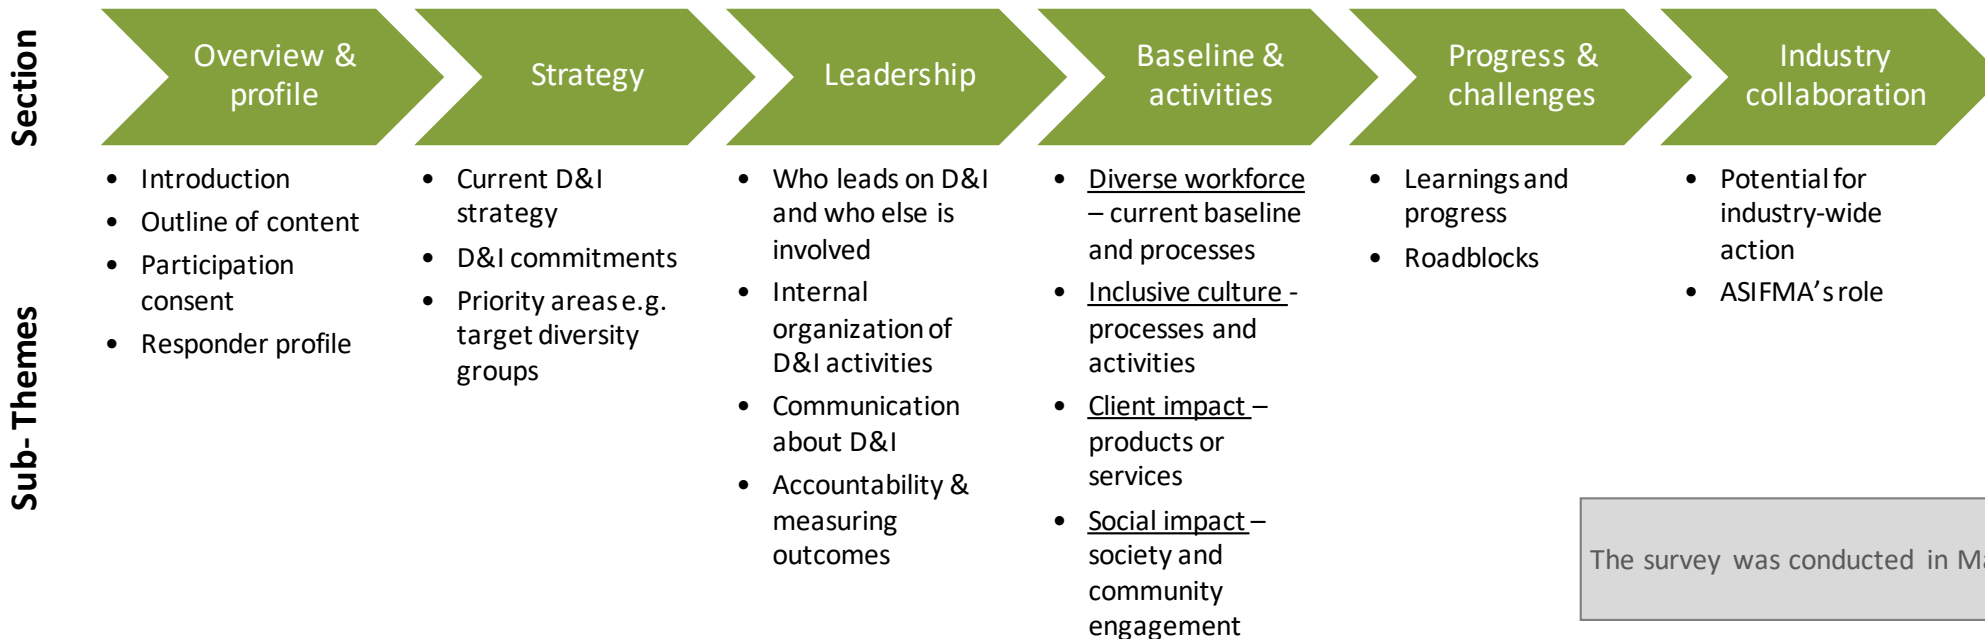 Section
Overview &
profile
Strategy
Leadership
Baseline &
activities
Progress &
challenges
Industry
collaboration
Sub- Themes
• Introduction
• Outline of content
• Participation
consent
• Responder profile
• Current D&I
strategy
• D&I commitments
• Priority areas e.g.
target diversity
groups
• Who leads on D&I
and who else is
involved
• Internal
organization of
D&I activities
• Communication
about D&I
• Accountability &
measuring
outcomes
• Diverse workforce
– current baseline
and processes
• Inclusive culture -
processes and
activities
• Client impact –
products or
services
• Social impact –
society and
community
engagement
• Learnings and
progress
• Roadblocks
• Potential for
industry-wide
action
• ASIFMA’s role
The survey was conducted in